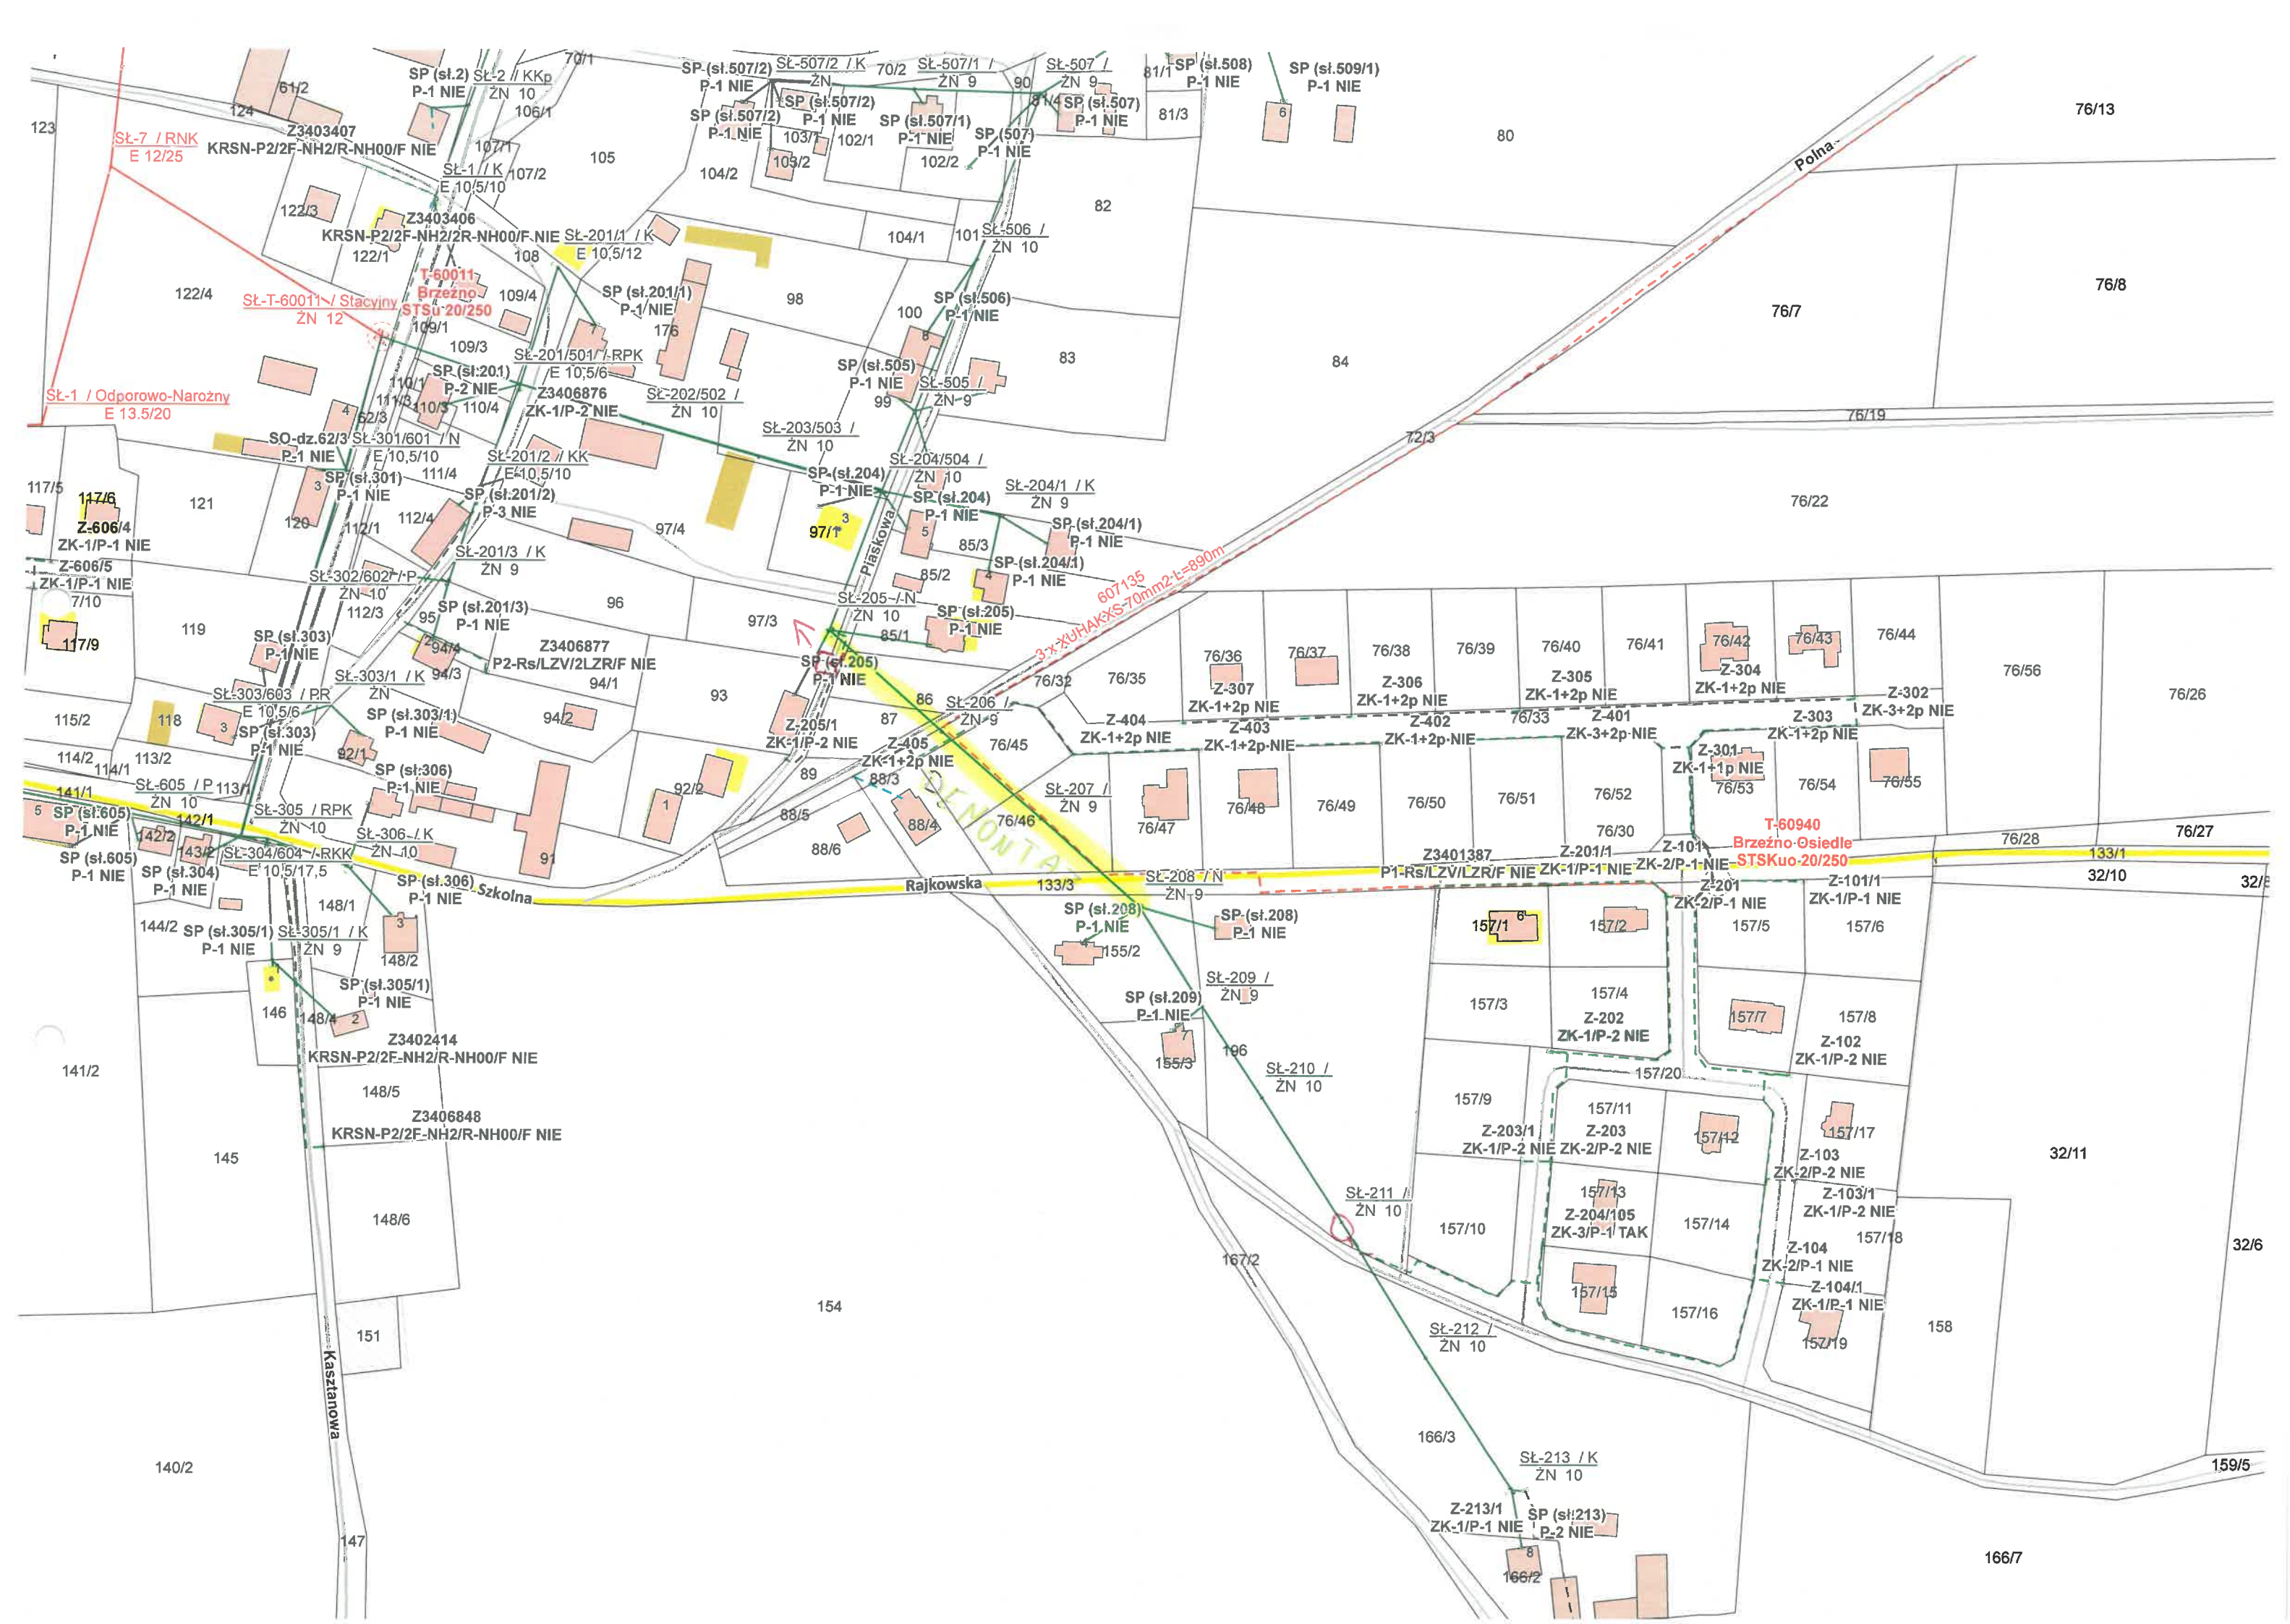 SP (sł.2)
P-1 NIE
SŁ-2 / KKp
ŻN 10
70/1
SP (sł.507/2)
P-1 NIE
SŁ-507/2 / K
ŻN
70/2
SŁ-507/1 /
ŻN 9
90
SŁ-507 /
ŻN 9
81/1
SP (sł.508)
P-1 NIE
SP (sł.509/1)
P-1 NIE
61/2
124
106/1
123
SŁ-7 / RNK
E 12/25
Z3403407
KRSN-P2/2F-NH2/R-NH00/F NIE
107/1
SP (sł.507/2)
P-1 NIE
SP (sł.507/2)
P-1 NIE
103/1
102/1
SP (sł.507/1)
P-1 NIE
81/4
SP (sł.507)
P-1 NIE
SP (507)
P-1 NIE
81/3
6
80
76/13
Polna
105
103/2
102/2
104/2
SŁ-1 / K
E 10,5/10
107/2
122/3
82
Z3403406
KRSN-P2/2F-NH2/2R-NH00/F NIE
122/1
108
SŁ-201/1 / K
E 10,5/12
104/1
101
SŁ-506 /
ŻN 10
122/4
SŁ-T-60011 / Stacyjny
ŻN 12
T-60011
Brzeźno
STSu 20/250
109/4
109/1
109/3
SP (sł.201/1)
P-1 NIE
176
7
98
100
SP (sł.506)
P-1 NIE
8
76/7
76/8
84
83
SŁ-201/501 / RPK
E 10,5/6
SP (sł.201)
P-2 NIE
Z3406876
ZK-1/P-2 NIE
SŁ-202/502 /
ŻN 10
SP (sł.505)
P-1 NIE
SŁ-505 /
ŻN 9
99
SŁ-1 / Odporowo-Narożny
E 13.5/20
110/1
111/3
110/3
110/4
4
62/3
SŁ-203/503 /
ŻN 10
76/19
72/3
SO-dz.62/3
P-1 NIE
SŁ-301/601 / N
E 10,5/10
111/4
SŁ-201/2 / KK
E 10,5/10
SP (sł.204)
P-1 NIE
SŁ-204/504 /
ŻN 10
SP (sł.204)
P-1 NIE
SŁ-204/1 / K
ŻN 9
117/5
117/6
Z-606/4
ZK-1/P-1 NIE
Z-606/5
ZK-1/P-1 NIE
7/10
117/9
121
3
SP (sł.301)
P-1 NIE
120
112/1
112/4
SP (sł.201/2)
P-3 NIE
97/4
97/1
3
Piaskowa
5
85/3
SP (sł.204/1)
P-1 NIE
SP (sł.204/1)
P-1 NIE
4
85/2
76/22
SŁ-201/3 / K
ŻN 9
SŁ-302/602 / P
ŻN 10
112/3
119
95
SP (sł.201/3)
P-1 NIE
96
97/3
SŁ-205 / N
ŻN 10
SP (sł.205)
P-1 NIE
85/1
607135
3 x XUHAKXS 70mm2 L=890m
SP (sł.303)
P-1 NIE
2
94/4
94/3
Z3406877
P2-Rs/LZV/2LZR/F NIE
94/1
94/2
93
SP (sł.205)
P-1 NIE
86
87
SŁ-206 /
ŻN 9
76/32
76/35
76/36
76/37
76/38
76/39
76/40
76/41
76/42
76/43
76/44
76/56
76/26
Z-307
ZK-1+2p NIE
Z-306
ZK-1+2p NIE
Z-305
ZK-1+2p NIE
Z-304
ZK-1+2p NIE
Z-302
ZK-3+2p NIE
SŁ-303/603 / PR
E 10,5/6
SŁ-303/1 / K
ŻN
SP (sł.303/1)
P-1 NIE
3
SP (sł.303)
P-1 NIE
118
115/2
114/2
114/1
113/2
92/1
Z-205/1
ZK-1/P-2 NIE
Z-405
ZK-1+2p NIE
76/45
Z-404
ZK-1+2p NIE
Z-403
ZK-1+2p NIE
Z-402
ZK-1+2p NIE
76/33
Z-401
ZK-3+2p NIE
Z-303
ZK-1+2p NIE
Z-301
ZK-1+1p NIE
SP (sł.306)
P-1 NIE
141/1
SŁ-605 / P
ŻN 10
113/1
SŁ-305 / RPK
ŻN 10
92/2
1
89
88/3
88/5
88/4
88/6
DEMONTAŻ
76/46
SŁ-207 /
ŻN 9
76/47
76/48
76/49
76/50
76/51
76/52
76/30
76/53
76/54
76/55
5
SP (sł.605)
P-1 NIE
142/1
142/2
143/2
SP (sł.605)
P-1 NIE
SP (sł.304)
P-1 NIE
SŁ-304/604 / RKK
E 10,5/17,5
SŁ-306 / K
ŻN 10
SP (sł.306)
P-1 NIE
91
Szkolna
Rajkowska
133/3
SŁ-208 / N
ŻN 9
Z3401387
P1-Rs/LZV/LZR/F NIE
Z-201/1
ZK-1/P-1 NIE
Z-101
ZK-2/P-1 NIE
T-60940
Brzeźno Osiedle
STSKuo 20/250
76/28
76/27
133/1
32/10
Z-201
ZK-2/P-1 NIE
Z-101/1
ZK-1/P-1 NIE
144/2
SP (sł.305/1)
P-1 NIE
148/1
SŁ-305/1 / K
ŻN 9
3
148/2
SP (sł.208)
P-1 NIE
SP (sł.208)
P-1 NIE
4
155/2
157/1
6
157/2
157/5
157/6
146
SP (sł.305/1)
P-1 NIE
148/4
2
SP (sł.209)
P-1 NIE
SŁ-209 /
ŻN 9
7
155/3
196
157/3
157/4
Z-202
ZK-1/P-2 NIE
157/7
157/8
Z-102
ZK-1/P-2 NIE
Z3402414
KRSN-P2/2F-NH2/R-NH00/F NIE
141/2
148/5
SŁ-210 /
ŻN 10
157/20
Z3406848
KRSN-P2/2F-NH2/R-NH00/F NIE
157/9
157/11
Z-203/1
ZK-1/P-2 NIE
Z-203
ZK-2/P-2 NIE
157/12
157/17
Z-103
ZK-2/P-2 NIE
145
32/11
148/6
SŁ-211 /
ŻN 10
157/10
157/13
Z-204/105
ZK-3/P-1 TAK
157/14
Z-103/1
ZK-1/P-2 NIE
157/18
32/6
167/2
Z-104
ZK-2/P-1 NIE
Z-104/1
ZK-1/P-1 NIE
157/15
157/16
157/19
154
151
SŁ-212 /
ŻN 10
158
Kasztanowa
140/2
166/3
SŁ-213 / K
ŻN 10
159/5
Z-213/1
ZK-1/P-1 NIE
SP (sł.213)
P-2 NIE
147
8
166/2
166/7